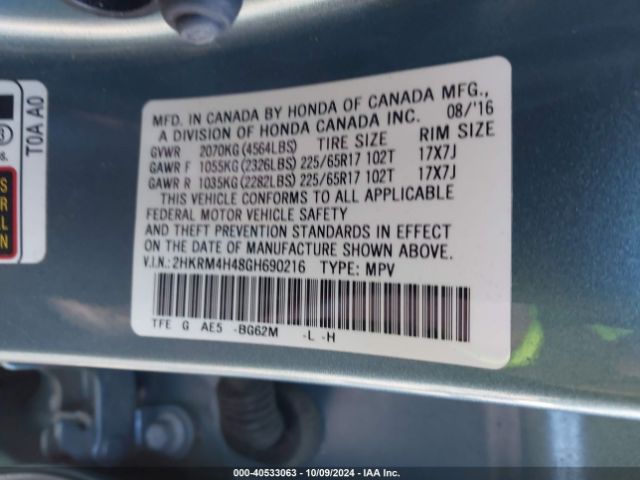 T0A A0
MFD. IN CANADA BY HONDA OF CANADA MFG.,
A DIVISION OF HONDA CANADA INC. 08/'16
GVWR 2070KG(4564LBS) TIRE SIZE RIM SIZE
GAWR F 1055KG(2326LBS) 225/65R17 102T 17X7J
GAWR R 1035KG(2282LBS) 225/65R17 102T 17X7J
THIS VEHICLE CONFORMS TO ALL APPLICABLE
FEDERAL MOTOR VEHICLE SAFETY
AND THEFT PREVENTION STANDARDS IN EFFECT
ON THE DATE OF MANUFACTURE SHOWN ABOVE.
V.I.N.:2HKRM4H48GH690216 TYPE: MPV
TFE G AE5 -BG62M -L -H
000-40533063 - 10/09/2024 - IAA Inc.